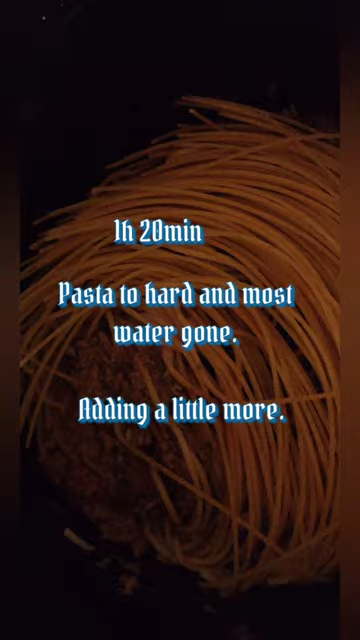 1h 20min
Pasta to hard and most
water gone.
Adding a little more.